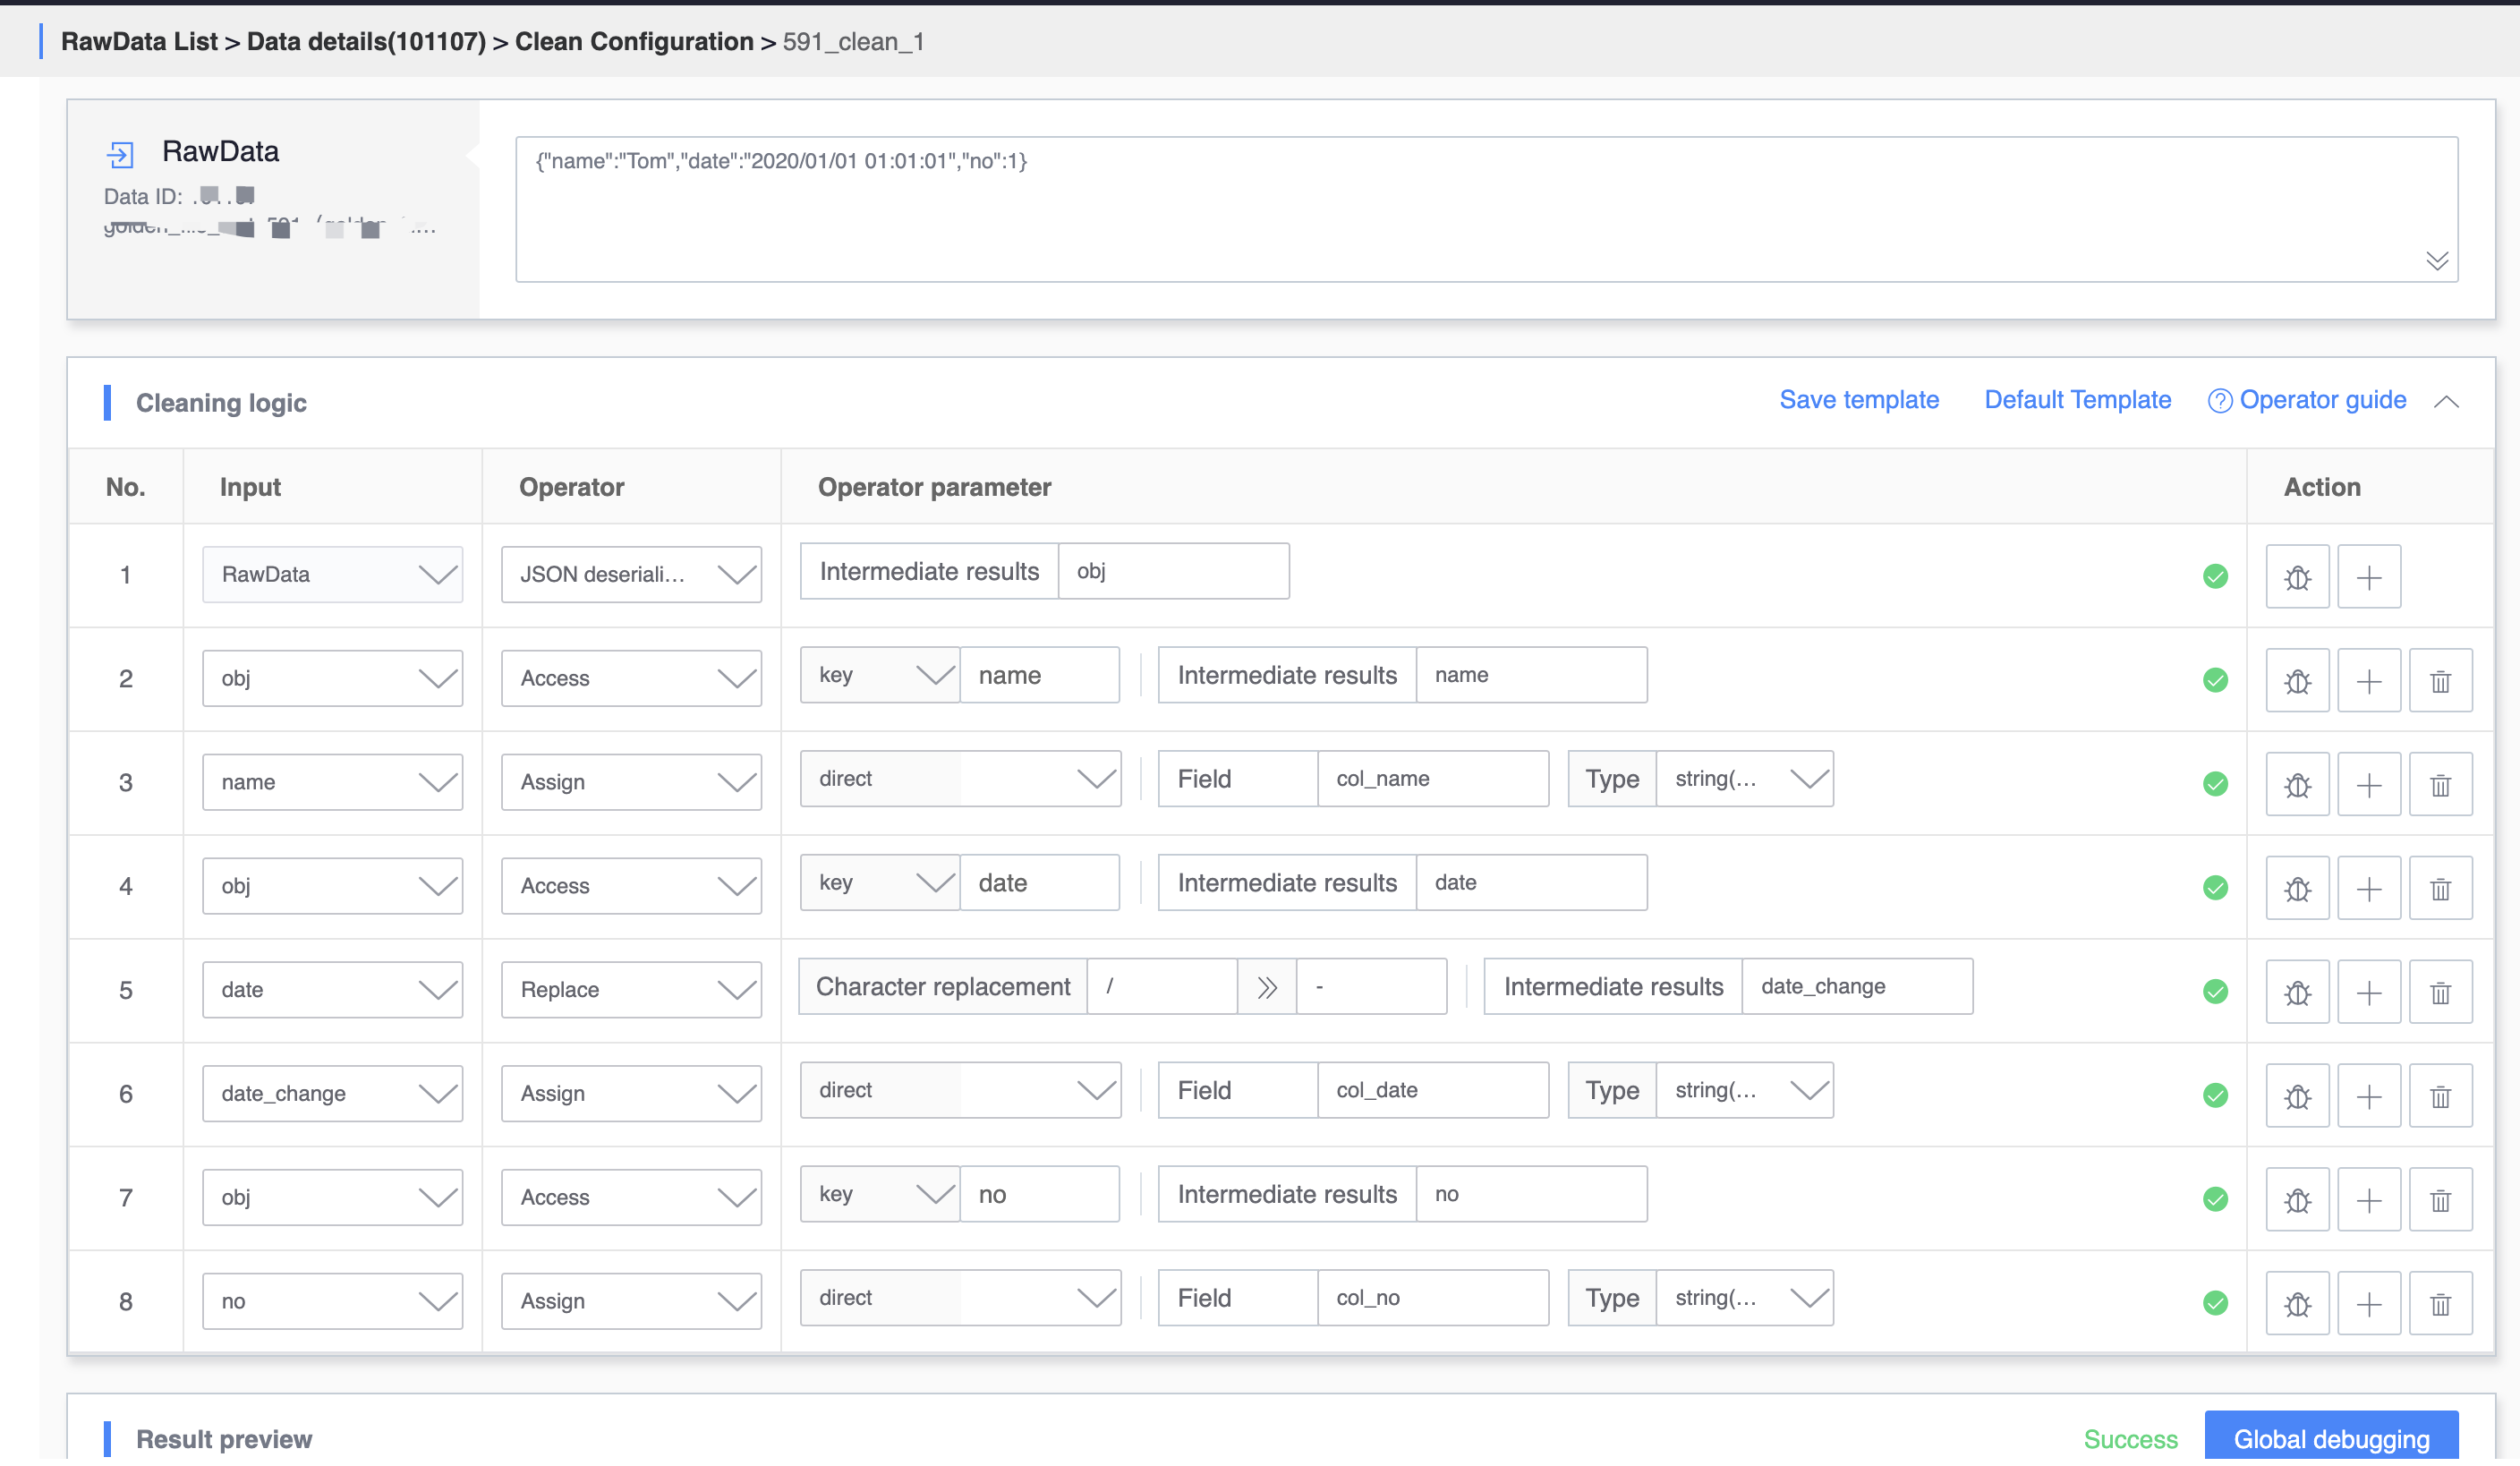 RawData List > Data details(101107) > Clean Configuration > 591_clean_1
RawData
{"name":"Tom","date":"2020/01/01 01:01:01","no":1}
Data ID:
Cleaning logic
Save template Default Template ? Operator guide
No. Input Operator Operator parameter Action
1 RawData JSON deseriali... Intermediate results obj
2 obj Access key name Intermediate results name
3 name Assign direct Field col_name Type string(...
4 obj Access key date Intermediate results date
5 date Replace Character replacement / - Intermediate results date_change
6 date_change Assign direct Field col_date Type string(...
7 obj Access key no Intermediate results no
8 no Assign direct Field col_no Type string(...
Result preview Success Global debugging